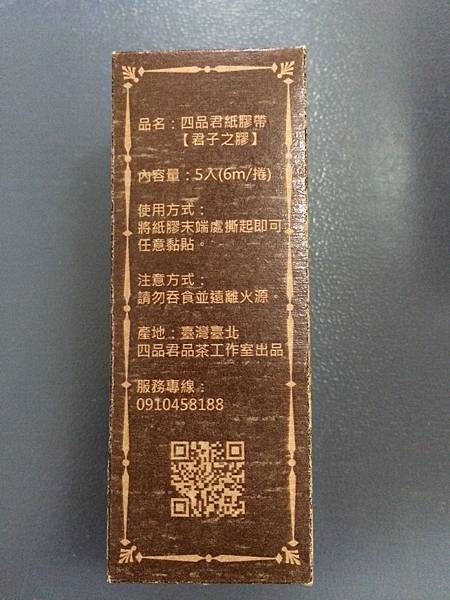 品名：四品君紙膠帶
【君子之膠】
內容量：5入(6m/捲)
使用方式：
將紙膠末端處撕起即可
任意黏貼。
注意方式：
請勿吞食並遠離火源。
產地：臺灣臺北
四品君品茶工作室出品
服務專線：
0910458188